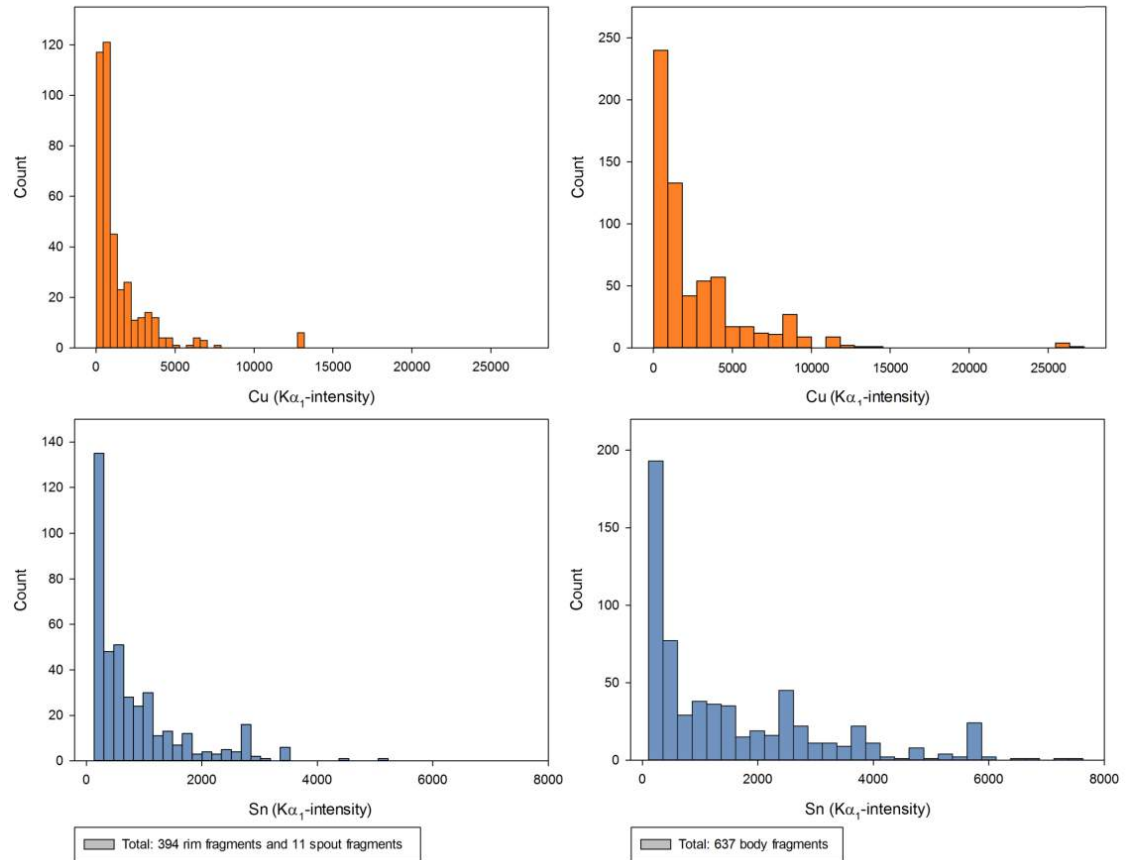 120
100
80
60
40
20
0
Count
0 5000 10000 15000 20000 25000
Cu (Kα₁-intensity)
250
200
150
100
50
0
Count
0 5000 10000 15000 20000 25000
Cu (Kα₁-intensity)
140
120
100
80
60
40
20
0
Count
0 2000 4000 6000 8000
Sn (Kα₁-intensity)
200
150
100
50
0
Count
0 2000 4000 6000 8000
Sn (Kα₁-intensity)
Total: 394 rim fragments and 11 spout fragments
Total: 637 body fragments